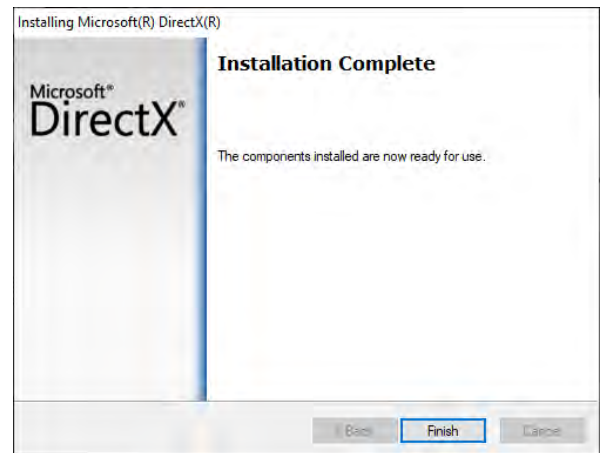 Installing Microsoft(R) DirectX(R)
Installation Complete
Microsoft®
DirectX®
The components installed are now ready for use.
< Back
Finish
Cancel